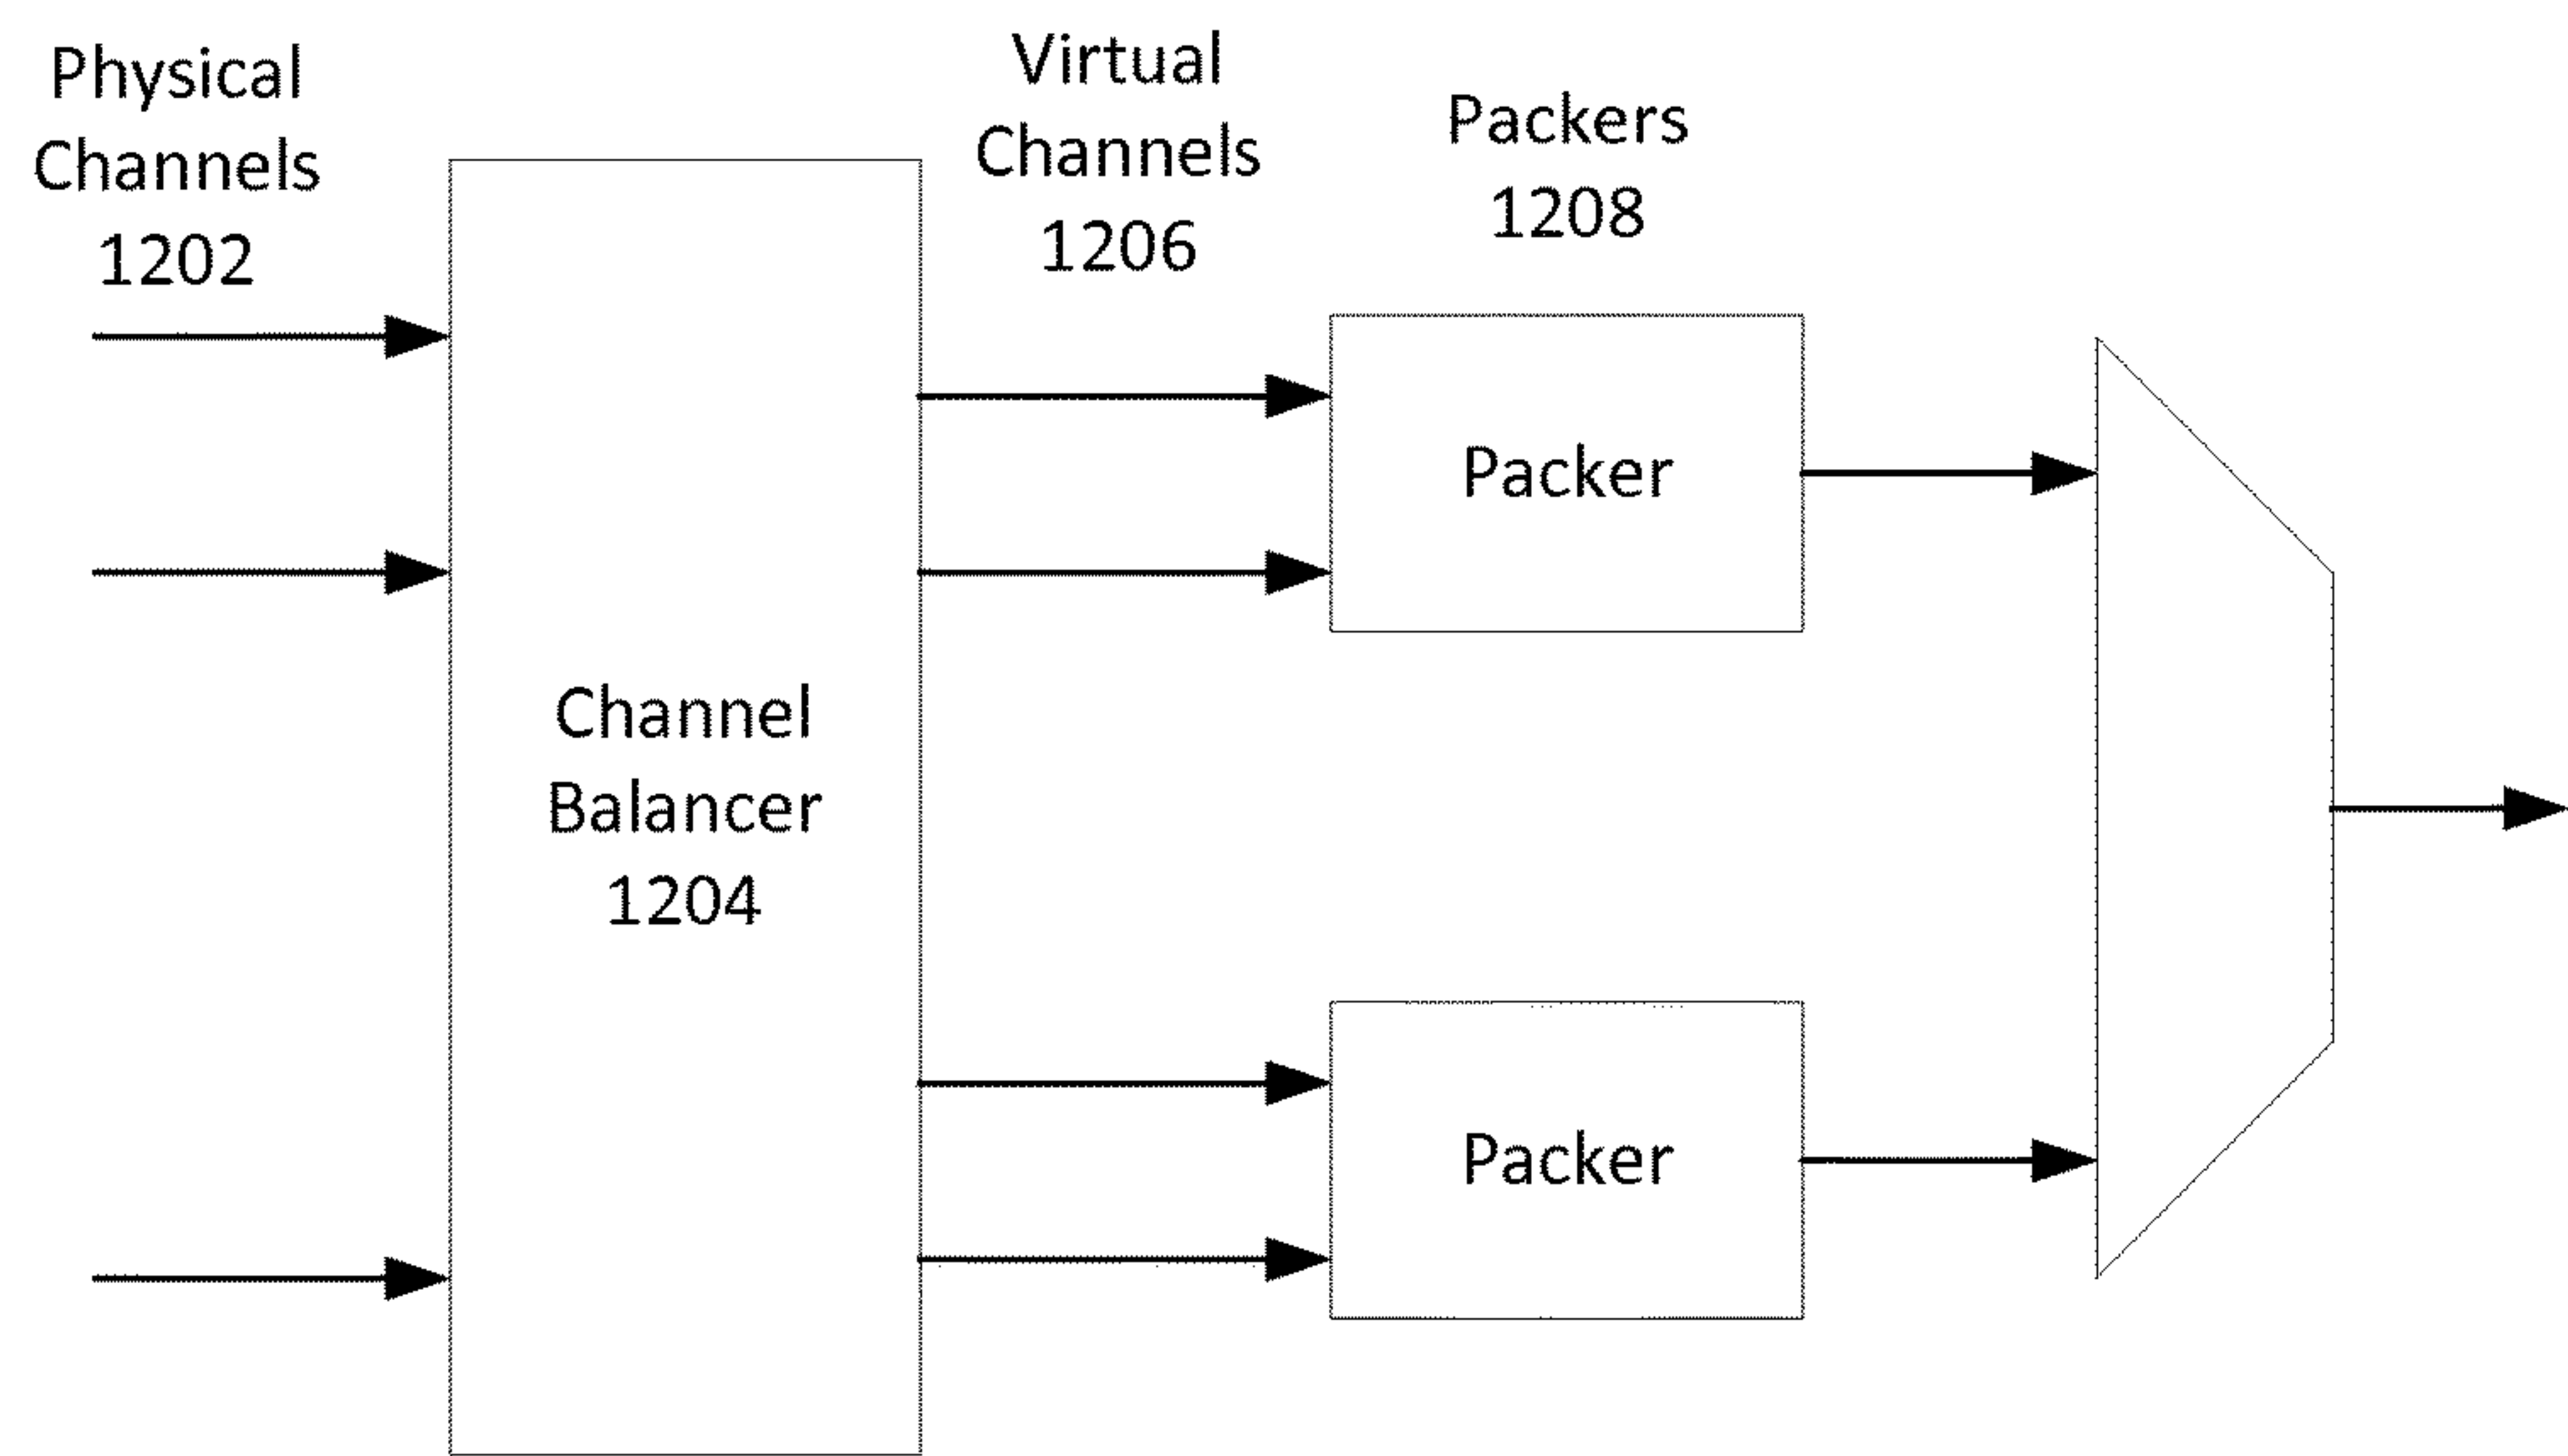 Physical
Channels
1202
Virtual
Channels
1206
Packers
1208
Packer
Channel
Balancer
1204
Packer